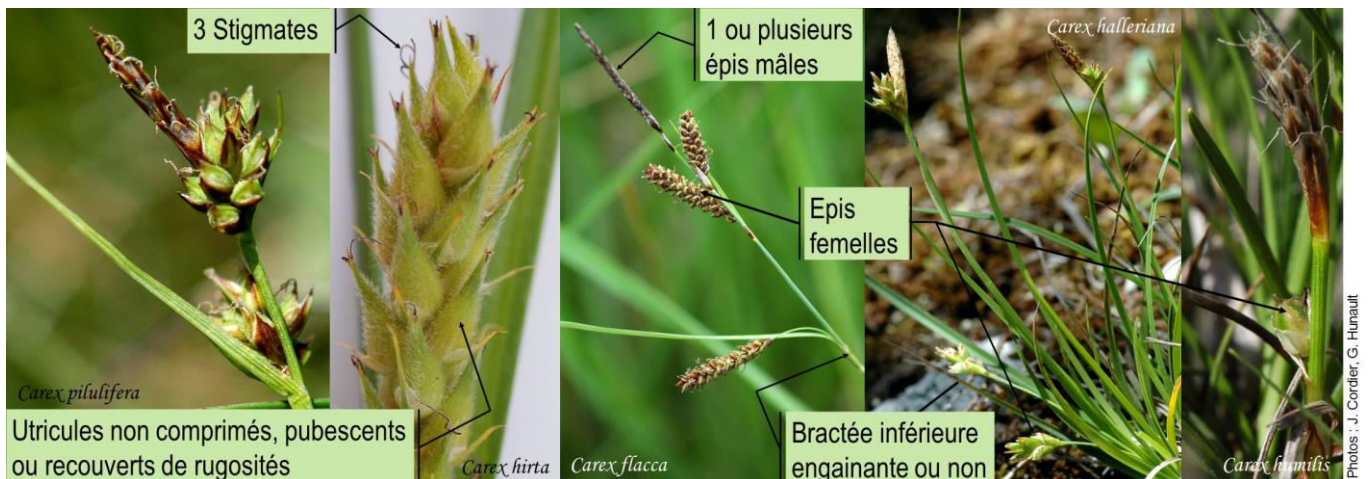 3 Stigmates
1 ou plusieurs
épis mâles
Carex halleriana
Epis
femelles
Carex pilulifera
Utricules non comprimés, pubescents
ou recouverts de rugosités
Carex hirta
Carex flacca
Bractée inférieure
engainante ou non
Carex humilis
Photos : J. Cordier, G. Hunault